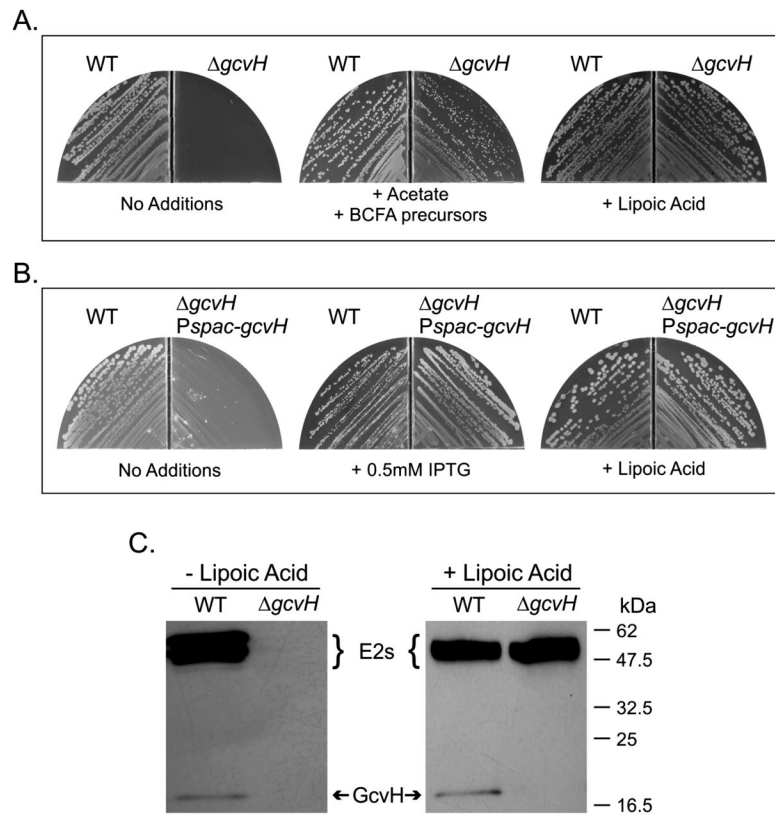 A.
WT ΔgcvH WT ΔgcvH WT ΔgcvH
No Additions
+ Acetate
+ BCFA precursors
+ Lipoic Acid
B.
WT ΔgcvH Pspac-gcvH WT ΔgcvH Pspac-gcvH WT ΔgcvH Pspac-gcvH
No Additions + 0.5mM IPTG + Lipoic Acid
C.
- Lipoic Acid + Lipoic Acid
WT ΔgcvH WT ΔgcvH kDa
62
} E2s {
47.5
32.5
25
←GcvH→
16.5